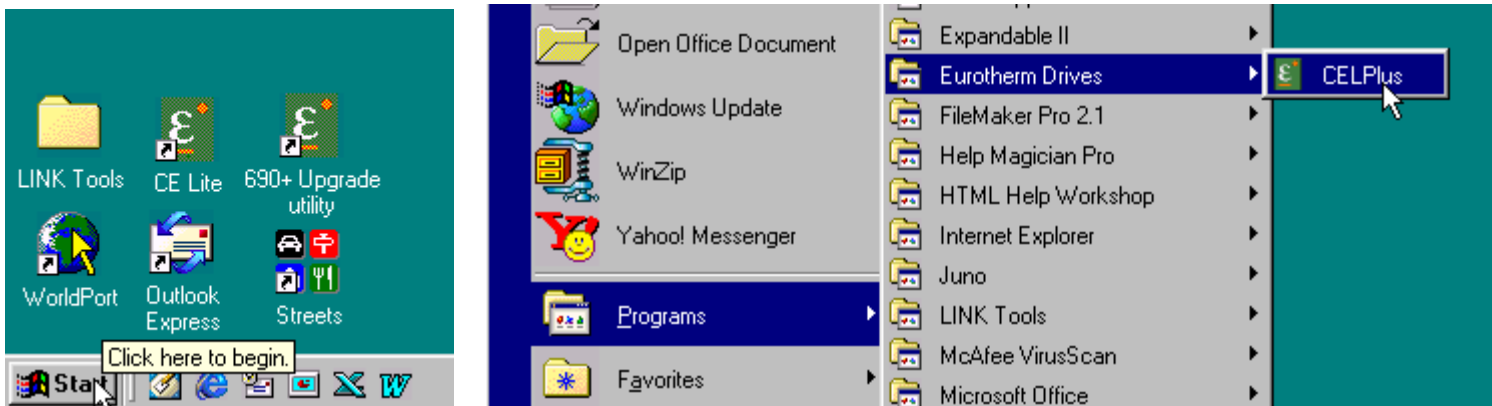 LINK Tools
CE Lite
690+ Upgrade
utility
WorldPort
Outlook
Express
Streets
Click here to begin.
Start
Open Office Document
Windows Update
WinZip
Yahoo! Messenger
Programs
Favorites
Expandable II
Eurotherm Drives
FileMaker Pro 2.1
Help Magician Pro
HTML Help Workshop
Internet Explorer
Juno
LINK Tools
McAfee VirusScan
Microsoft Office
CELPlus